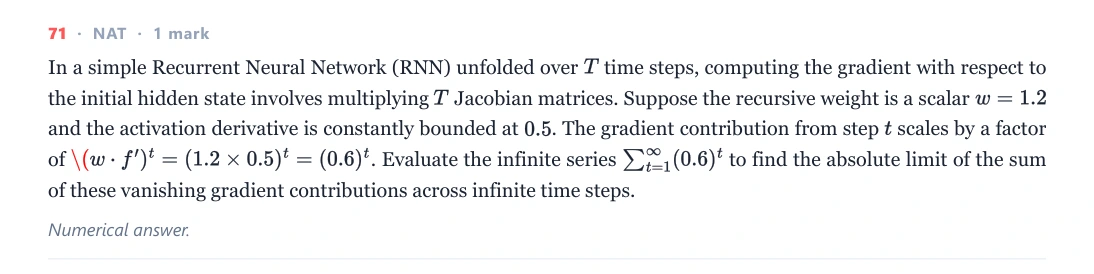 71 · NAT · 1 mark
In a simple Recurrent Neural Network (RNN) unfolded over T time steps, computing the gradient with respect to
the initial hidden state involves multiplying T Jacobian matrices. Suppose the recursive weight is a scalar w = 1.2
and the activation derivative is constantly bounded at 0.5. The gradient contribution from step t scales by a factor
of \(w · f′)^t = (1.2 × 0.5)^t = (0.6)^t. Evaluate the infinite series ∑_{t=1}^{∞}(0.6)^t to find the absolute limit of the sum
of these vanishing gradient contributions across infinite time steps.
Numerical answer.